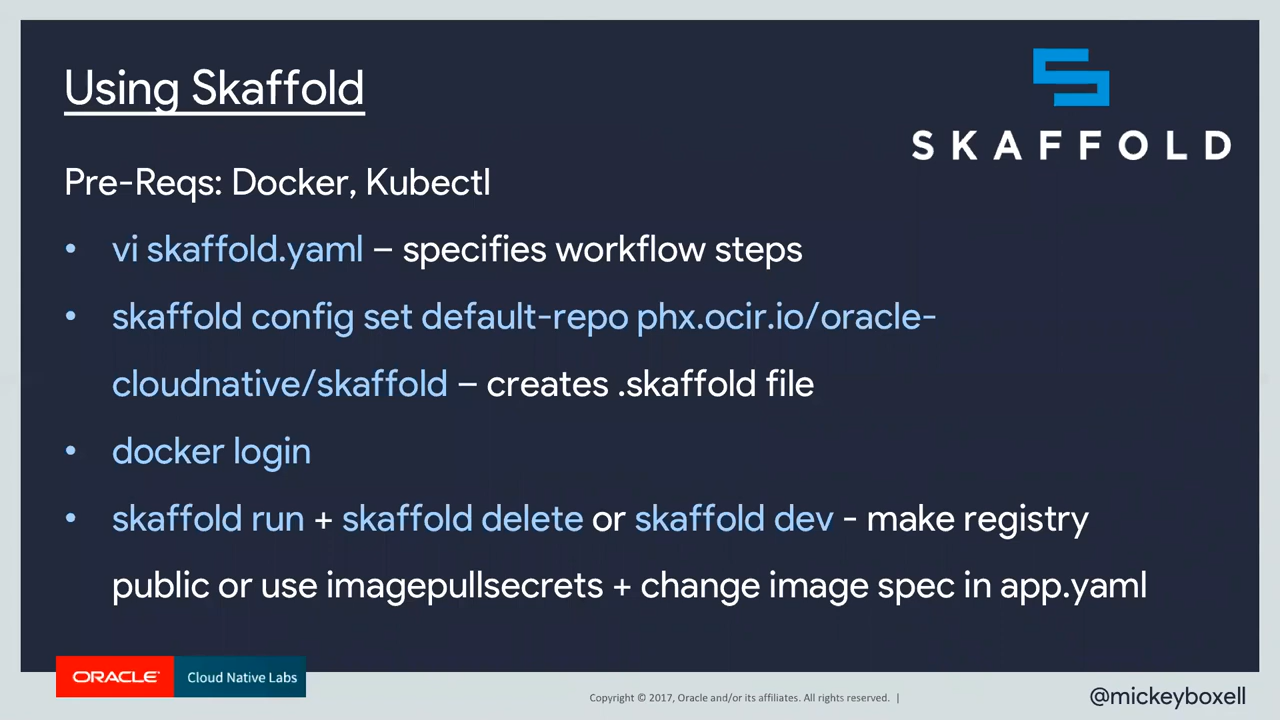 Using Skaffold
SKAFFOLD
Pre-Reqs: Docker, Kubectl
• vi skaffold.yaml – specifies workflow steps
• skaffold config set default-repo phx.ocir.io/oracle-
cloudnative/skaffold – creates .skaffold file
• docker login
• skaffold run + skaffold delete or skaffold dev - make registry
public or use imagepullsecrets + change image spec in app.yaml
ORACLE Cloud Native Labs
Copyright © 2017, Oracle and/or its affiliates. All rights reserved. |
@mickeyboxell